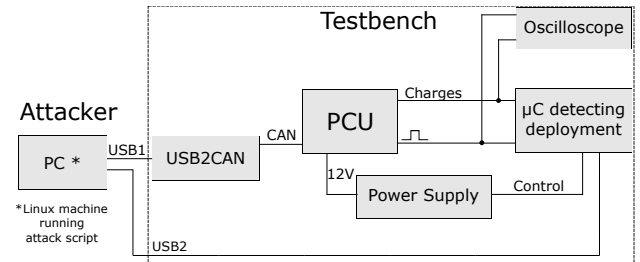 Testbench
Oscilloscope
Attacker
Charges
PCU
µC detecting
deployment
CAN
USB1
PC *
USB2CAN
12V
Power Supply
Control
*Linux machine
running
attack script
USB2